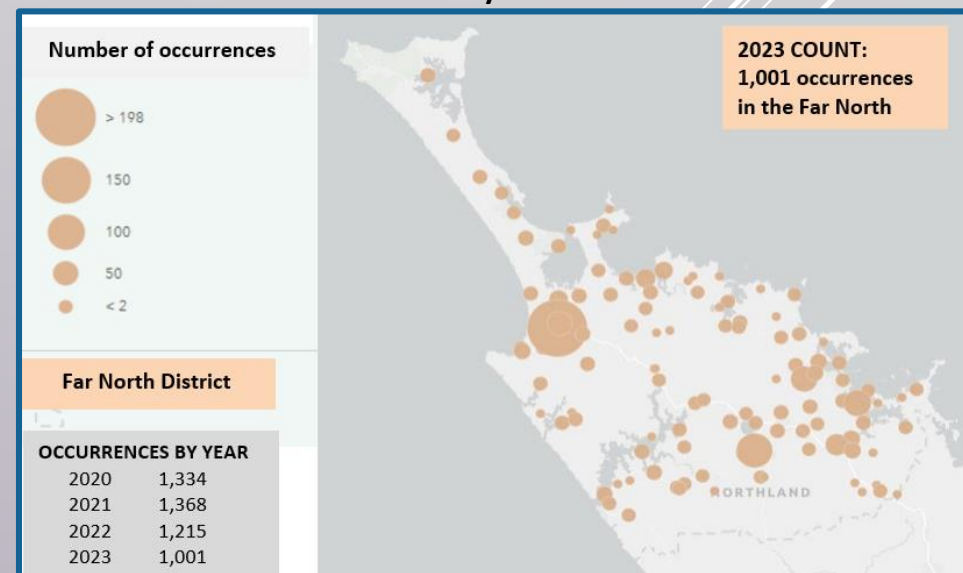 Number of occurrences
> 198
150
100
50
< 2
Far North District
OCCURRENCES BY YEAR
2020 1,334
2021 1,368
2022 1,215
2023 1,001
2023 COUNT:
1,001 occurrences
in the Far North
NORTHLAND